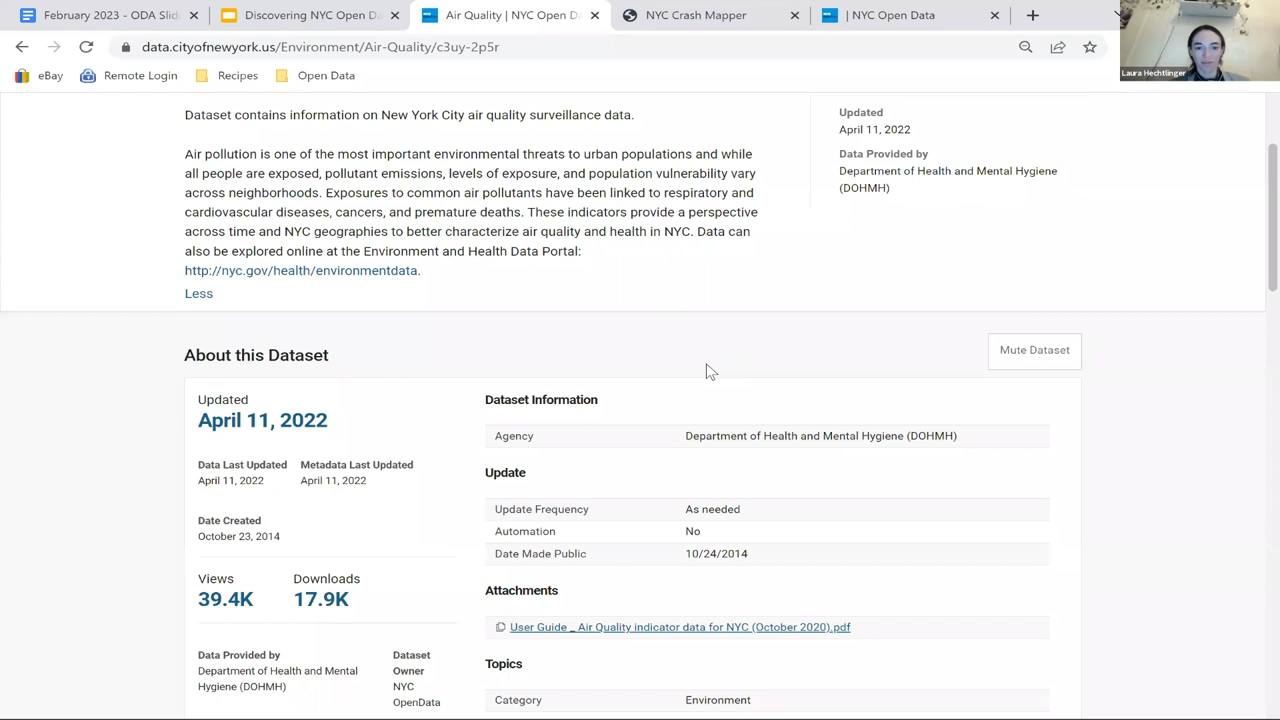 February 2023 - ODA Slide
Discovering NYC Open Data
Air Quality | NYC Open Da
NYC Crash Mapper
| NYC Open Data
data.cityofnewyork.us/Environment/Air-Quality/c3uy-2p5r
eBay
Remote Login
Recipes
Open Data
Laura Hechtlinger
Dataset contains information on New York City air quality surveillance data.
Air pollution is one of the most important environmental threats to urban populations and while
all people are exposed, pollutant emissions, levels of exposure, and population vulnerability vary
across neighborhoods. Exposures to common air pollutants have been linked to respiratory and
cardiovascular diseases, cancers, and premature deaths. These indicators provide a perspective
across time and NYC geographies to better characterize air quality and health in NYC. Data can
also be explored online at the Environment and Health Data Portal:
http://nyc.gov/health/environmentdata.
Less
Updated
April 11, 2022
Data Provided by
Department of Health and Mental Hygiene
(DOHMH)
About this Dataset
Mute Dataset
Updated
April 11, 2022
Data Last Updated
April 11, 2022
Metadata Last Updated
April 11, 2022
Date Created
October 23, 2014
Views
39.4K
Downloads
17.9K
Data Provided by
Department of Health and Mental
Hygiene (DOHMH)
Dataset
Owner
NYC
OpenData
Dataset Information
Agency Department of Health and Mental Hygiene (DOHMH)
Update
Update Frequency As needed
Automation No
Date Made Public 10/24/2014
Attachments
User Guide _ Air Quality indicator data for NYC (October 2020).pdf
Topics
Category Environment